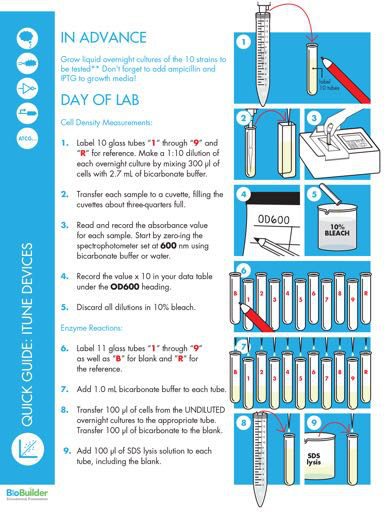 IN ADVANCE
Grow liquid overnight cultures of the 10 strains to
be tested** Don't forget to add ampicillin and
IPTG to growth media!
DAY OF LAB
Cell Density Measurements:
1. Label 10 glass tubes "1" through "9" and
"R" for reference. Make a 1:10 dilution of
each overnight culture by mixing 300 µl of
cells with 2.7 mL of bicarbonate buffer.
2. Transfer each sample to a cuvette, filling the
cuvettes about three-quarters full.
3. Read and record the absorbance value
for each sample. Start by zero-ing the
spectrophotometer set at 600 nm using
bicarbonate buffer or water.
4. Record the value x 10 in your data table
under the OD600 heading.
5. Discard all dilutions in 10% bleach.
Enzyme Reactions:
6. Label 11 glass tubes "1" through "9"
as well as "B" for blank and "R" for
the reference.
7. Add 1.0 mL bicarbonate buffer to each tube.
8. Transfer 100 µl of cells from the UNDILUTED
overnight cultures to the appropriate tube.
Transfer 100 µl of bicarbonate to the blank.
9. Add 100 µl of SDS lysis solution to each
tube, including the blank.
QUICK GUIDE: ITUNE DEVICES
ATCG...
BioBuilder
Educational Foundation
1
label
10 tubes
2
3
4
OD600
5
10%
BLEACH
6
B 1 2 3 4 5 6 7 8 9 R
7
B 1 2 3 4 5 6 7 8 9 R
8
9
SDS
lysis